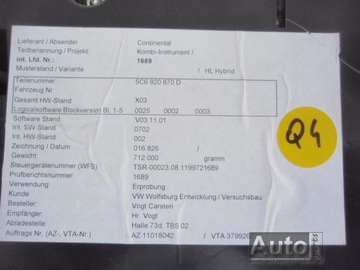 Lieferant / Absender Continental
Teilbenennung / Projekt: Kombi-Instrument /
int. Lfd. Nr.: 1689
Musterstand / Variante / HL Hybrid
Teilenummer: 5C6 920 870 D
Fahrzeug Nr:
Gesamt HW-Stand: X03
Logicalsoftware Blockversion Bl. 1-5 0025 0002 0003
Software Stand V03.11.01
Int. SW-Stand 0702
Int. HW-Stand: 002
Zeichnung / Datum 016.826 /
Gewicht: 712.000 gramm
Steuergerätenummer (WFS) TSR-00023.08.1199721689
Prüfberichtsnummer: 1689
Verwendung: Erprobung
Kunde: VW Wolfsburg Entwicklung / Versuchsbau
Besteller: Vogt Carsten
Empfänger: Hr. Vogt
Abladestelle: Halle 73d, TBS 02
Auftrags Nr. (AZ-, VTA-Nr.) AZ 11018042 / VTA 379920
Q4
Auto parts